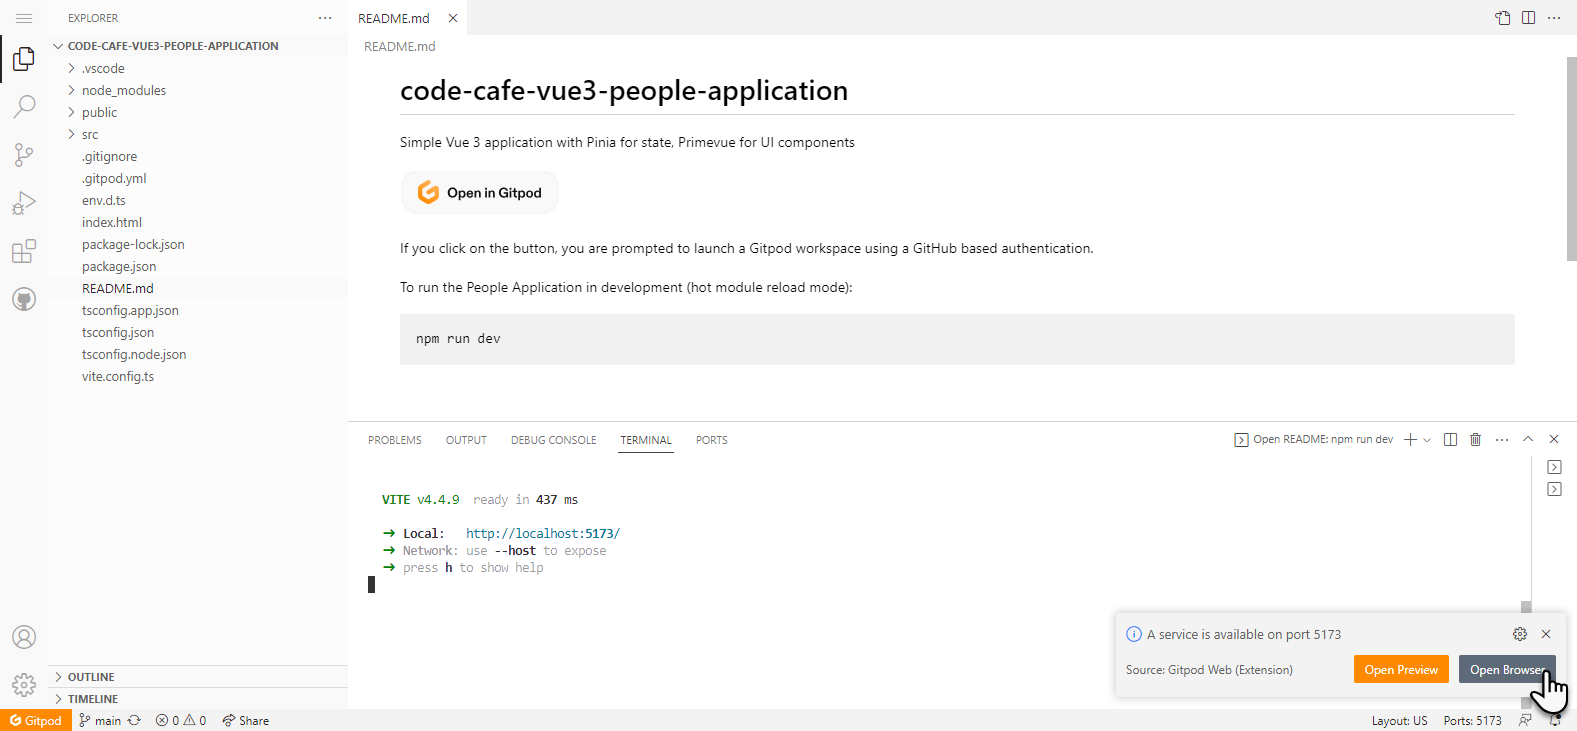 EXPLORER
README.md
CODE-CAFE-VUE3-PEOPLE-APPLICATION
.vscode
node_modules
public
src
.gitignore
.gitpod.yml
env.d.ts
index.html
package-lock.json
package.json
README.md
tsconfig.app.json
tsconfig.json
tsconfig.node.json
vite.config.ts
OUTLINE
TIMELINE
README.md
code-cafe-vue3-people-application
Simple Vue 3 application with Pinia for state, Primevue for UI components
Open in Gitpod
If you click on the button, you are prompted to launch a Gitpod workspace using a GitHub based authentication.
To run the People Application in development (hot module reload mode):
npm run dev
PROBLEMS OUTPUT DEBUG CONSOLE TERMINAL PORTS
Open README: npm run dev
VITE v4.4.9 ready in 437 ms
➜ Local: http://localhost:5173/
➜ Network: use --host to expose
➜ press h to show help
A service is available on port 5173
Source: Gitpod Web (Extension) Open Preview Open Browser
Gitpod main 0 0 Share Layout: US Ports: 5173